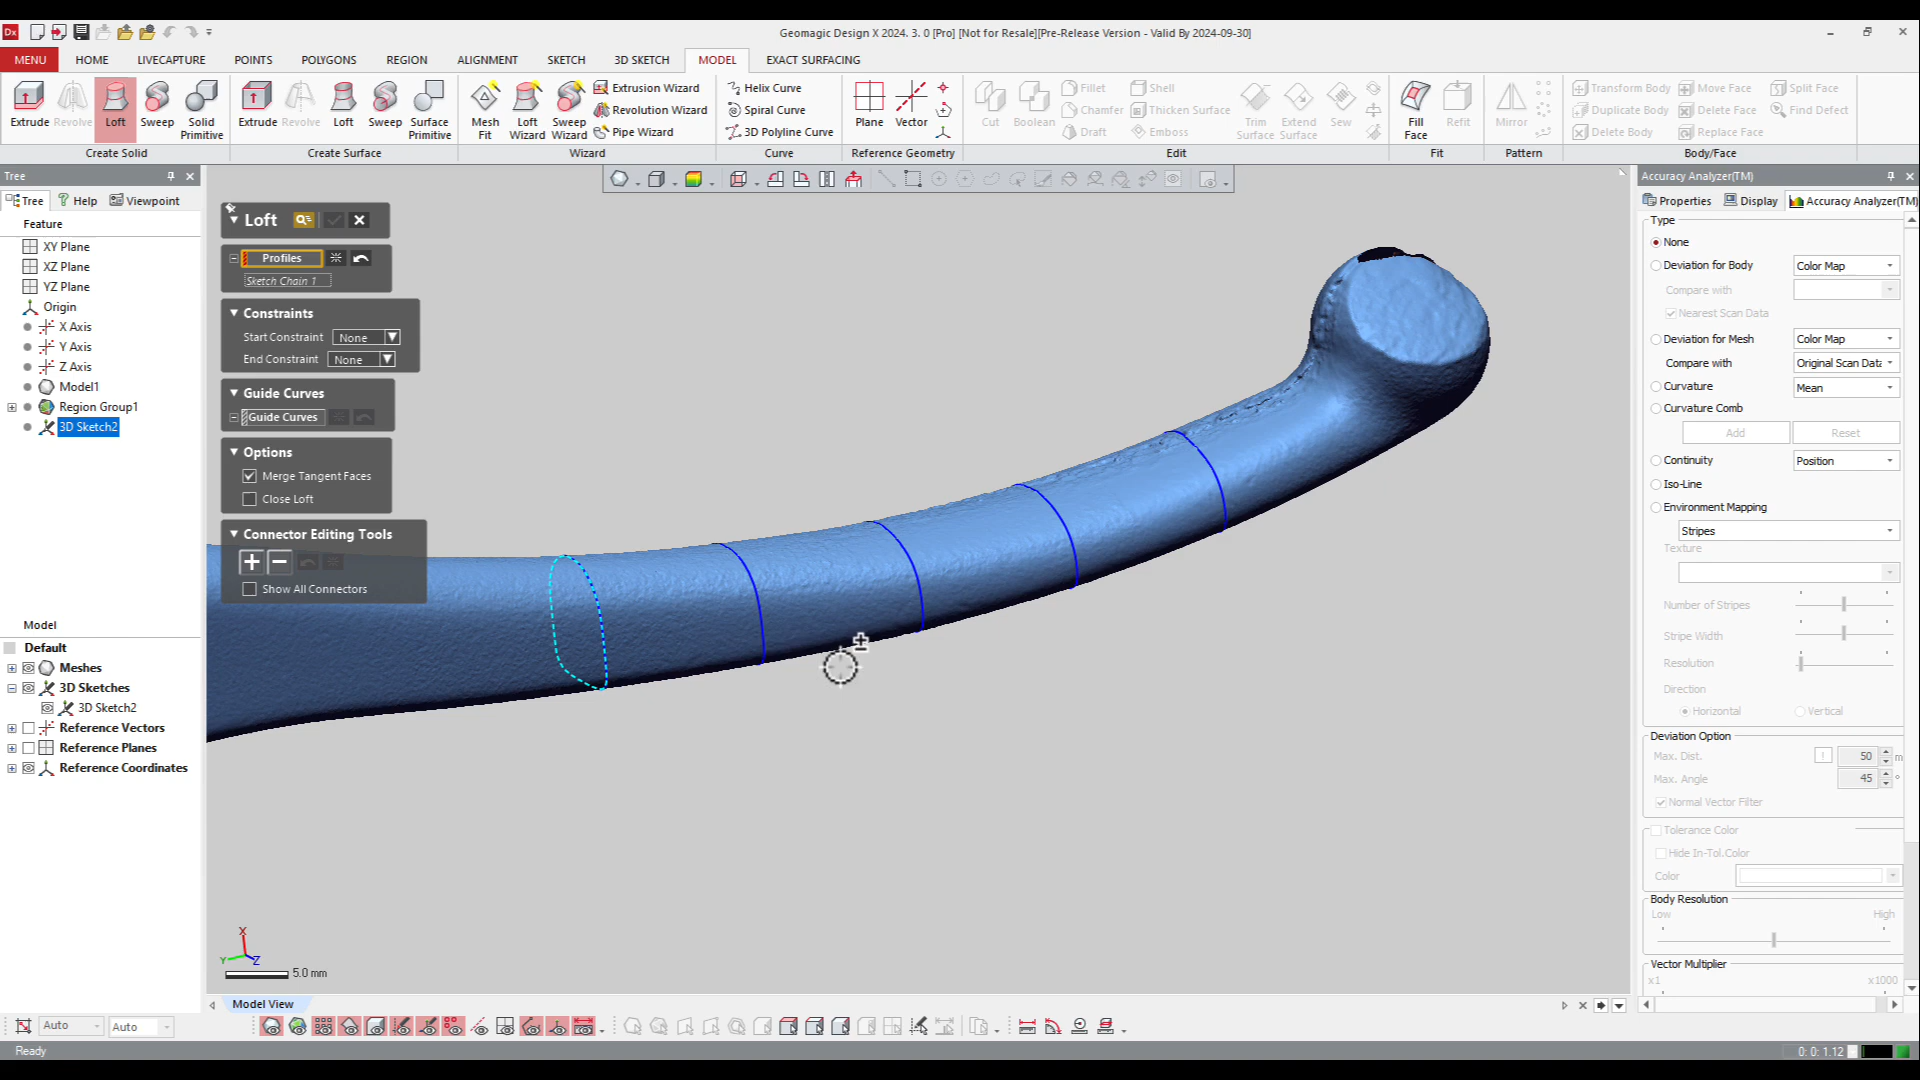 Dx
Geomagic Design X 2024. 3. 0 [Pro] [Not for Resale][Pre-Release Version - Valid By 2024-09-30]
MENU HOME LIVECAPTURE POINTS POLYGONS REGION ALIGNMENT SKETCH 3D SKETCH MODEL EXACT SURFACING
Extrude Revolve Loft Sweep Solid Primitive
Create Solid
Extrude Revolve Loft Sweep Surface Primitive
Create Surface
Mesh Fit Loft Wizard Sweep Wizard
Extrusion Wizard
Revolution Wizard
Pipe Wizard
Wizard
Helix Curve
Spiral Curve
3D Polyline Curve
Curve
Plane Vector
Reference Geometry
Cut Boolean
Fillet
Chamfer
Draft
Shell
Thicken Surface
Emboss
Trim Surface Extend Surface Sew
Edit
Fill Face Refit
Fit
Mirror
Pattern
Transform Body Move Face Split Face
Duplicate Body Delete Face Find Defect
Delete Body Replace Face
Body/Face
Tree
Tree Help Viewpoint
Feature
XY Plane
XZ Plane
YZ Plane
Origin
X Axis
Y Axis
Z Axis
Model1
Region Group1
3D Sketch2
Model
Default
Meshes
3D Sketches
3D Sketch2
Reference Vectors
Reference Planes
Reference Coordinates
Loft
Profiles
Sketch Chain 1
Constraints
Start Constraint None
End Constraint None
Guide Curves
Guide Curves
Options
Merge Tangent Faces
Close Loft
Connector Editing Tools
Show All Connectors
X
Y
Z
5.0 mm
Model View
Accuracy Analyzer(TM)
Properties Display Accuracy Analyzer(TM)
Type
None
Deviation for Body Color Map
Compare with
Nearest Scan Data
Deviation for Mesh Color Map
Compare with Original Scan Data
Curvature Mean
Curvature Comb
Add Reset
Continuity Position
Iso-Line
Environment Mapping
Stripes
Texture
Number of Stripes
Stripe Width
Resolution
Direction
Horizontal Vertical
Deviation Option
Max. Dist. 50 m
Max. Angle 45 °
Normal Vector Filter
Tolerance Color
Hide In-Tol.Color
Color
Body Resolution
Low High
Vector Multiplier
x1 x1000
Auto Auto
Ready
0: 0: 1.12